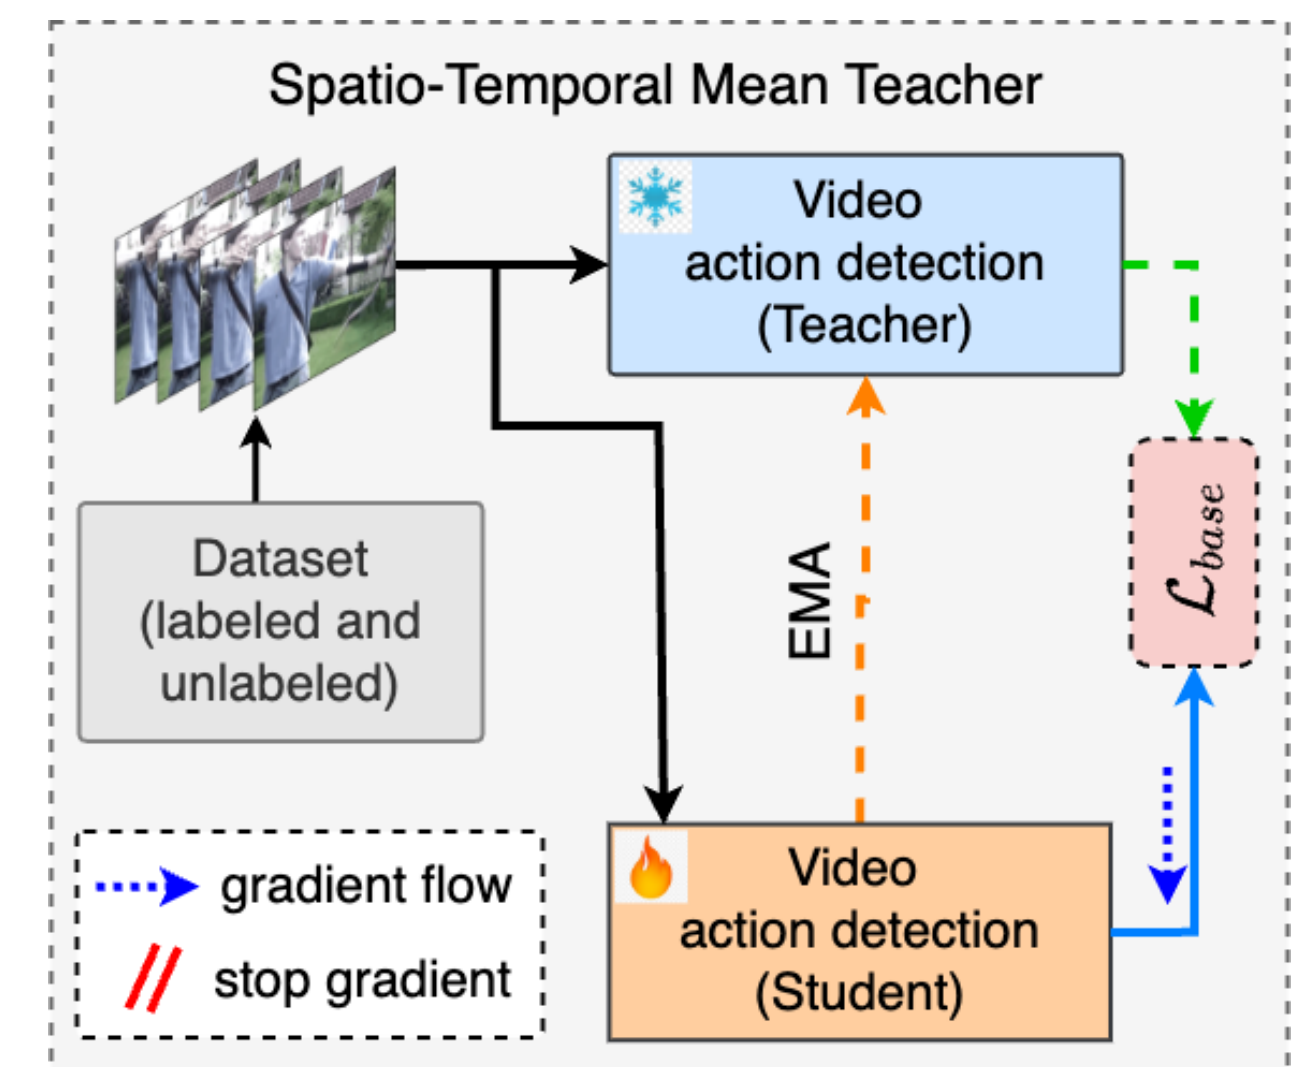 Spatio-Temporal Mean Teacher
Video
action detection
(Teacher)
Dataset
(labeled and
unlabeled)
EMA
ℒbase
gradient flow
stop gradient
Video
action detection
(Student)